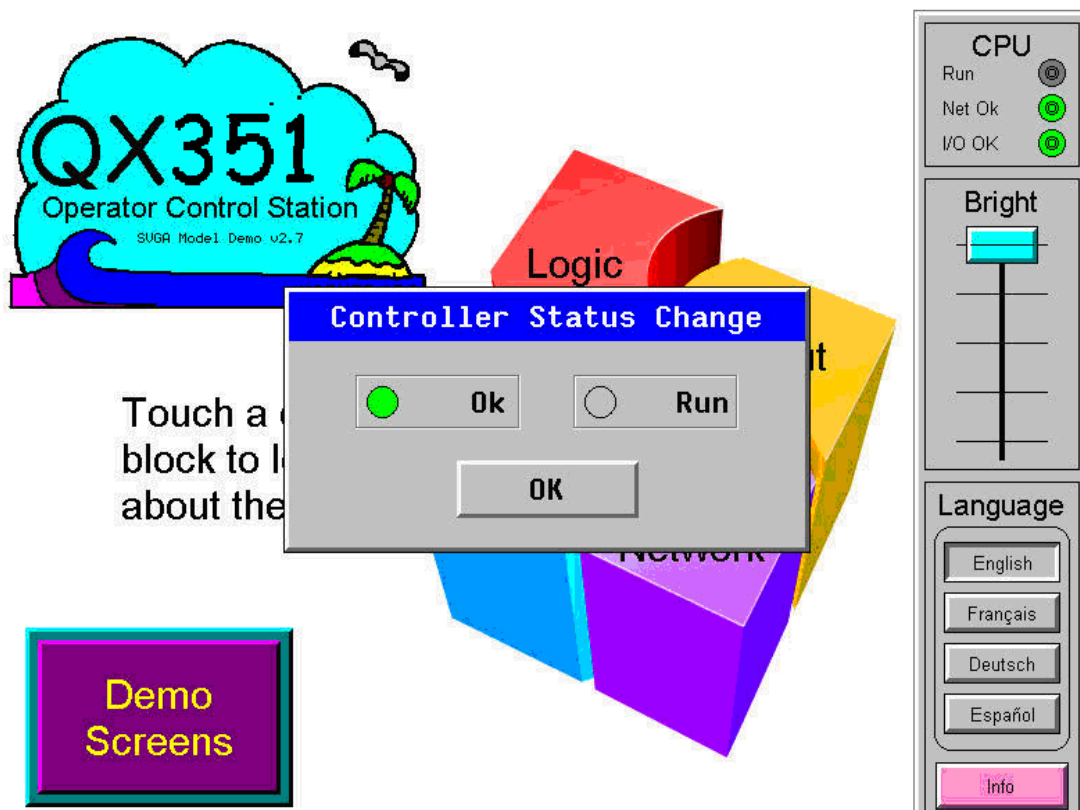 QX351
Operator Control Station
SVGA Model Demo v2.7
Logic
Controller Status Change
Ok
Run
OK
Touch a
block to
about the
Network
Demo
Screens
CPU
Run
Net Ok
I/O OK
Bright
Language
English
Français
Deutsch
Español
Info